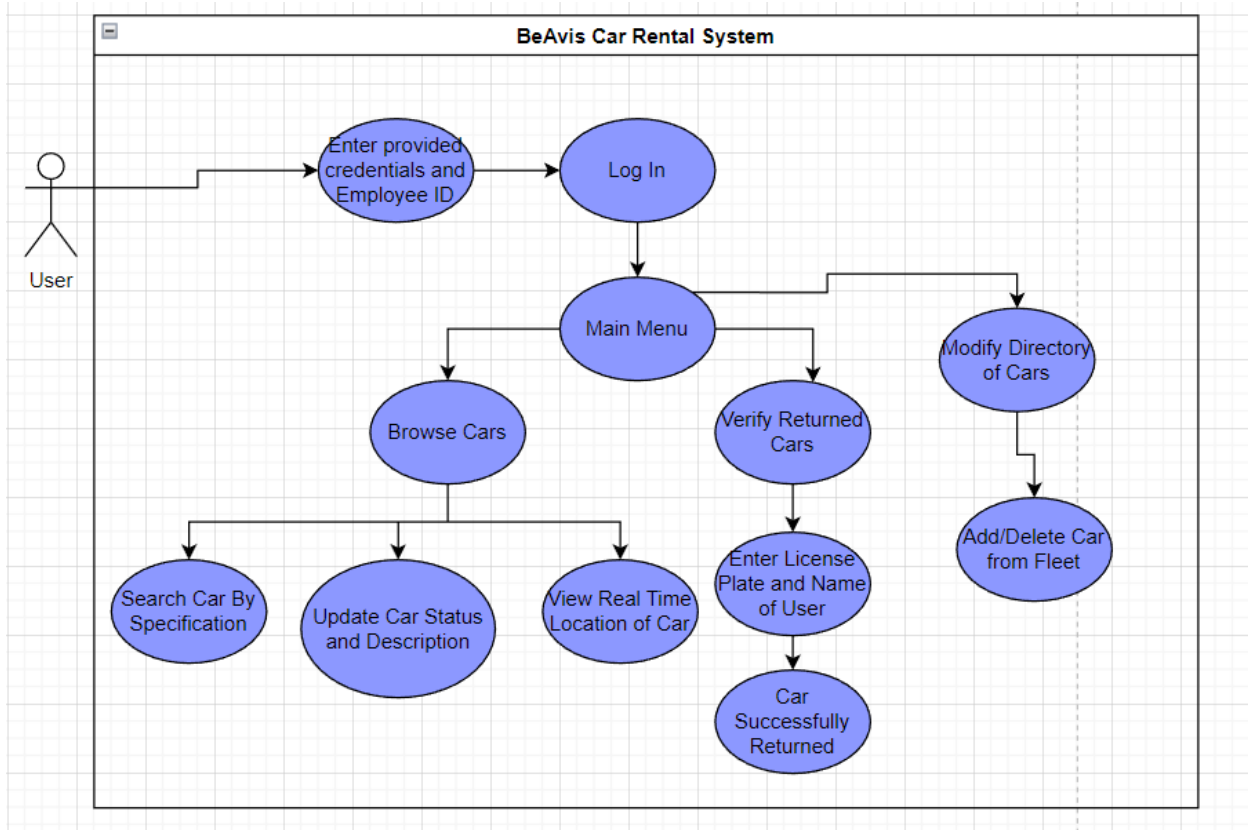 BeAvis Car Rental System
User
Enter provided
credentials and
Employee ID
Log In
Main Menu
Modify Directory
of Cars
Browse Cars
Verify Returned
Cars
Add/Delete Car
from Fleet
Search Car By
Specification
Update Car Status
and Description
View Real Time
Location of Car
Enter License
Plate and Name
of User
Car
Successfully
Returned